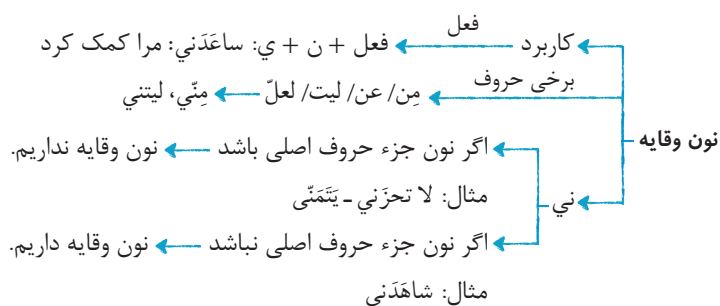 فعل
کاربرد فعل + ن + ي: ساعَدَني: مرا کمک کرد
برخی حروف
مِن/ عن/ ليت/ لعلّ مِنّي، ليتني
نون وقایه
اگر نون جزء حروف اصلی باشد نون وقایه نداریم.
ني
مثال: لا تحزَني ـ يَتَمَنّى
اگر نون جزء حروف اصلی نباشد نون وقایه داریم.
مثال: شاهَدَني